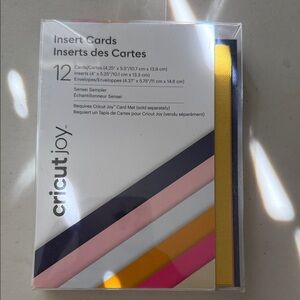 Insert Cards
Inserts des Cartes
12
Cards/Cartes (4.25" x 5.5"/10.7 cm x 13.9 cm)
Inserts (4" x 5.25"/10.1 cm x 13.3 cm)
Envelopes/Enveloppes (4.37" x 5.75"/11 cm x 14.6 cm)
Sensei Sampler
Échantillonneur Sensei
Requires Cricut Joy™ Card Mat (sold separately)
Requiert un Tapis de Cartes pour Cricut Joy (vendu séparément)
cricut joy